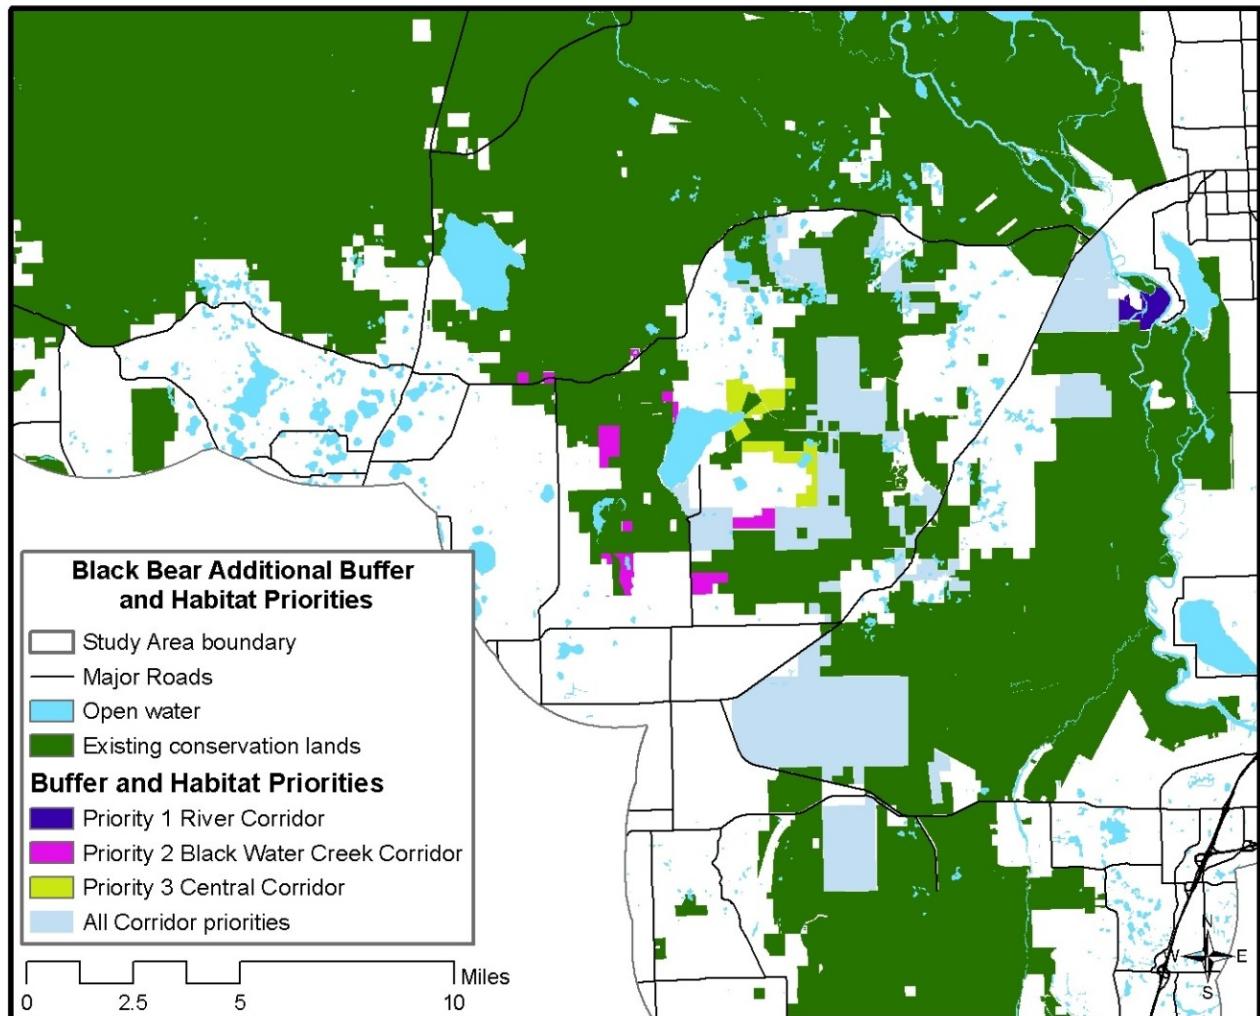 Black Bear Additional Buffer
and Habitat Priorities
Study Area boundary
Major Roads
Open water
Existing conservation lands
Buffer and Habitat Priorities
Priority 1 River Corridor
Priority 2 Black Water Creek Corridor
Priority 3 Central Corridor
All Corridor priorities
Miles
0 2.5 5 10
N
W E
S